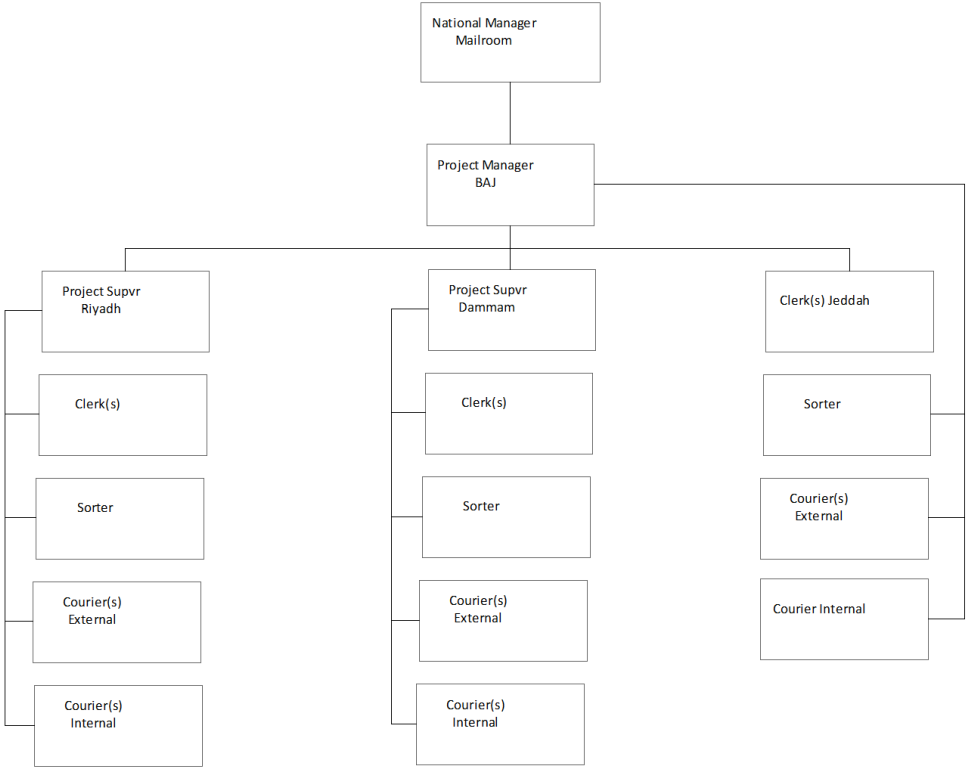 National Manager
Mailroom
Project Manager
BAJ
Project Supvr
Riyadh
Project Supvr
Dammam
Clerk(s) Jeddah
Clerk(s)
Clerk(s)
Sorter
Sorter
Sorter
Courier(s)
External
Courier(s)
External
Courier(s)
External
Courier Internal
Courier(s)
Internal
Courier(s)
Internal